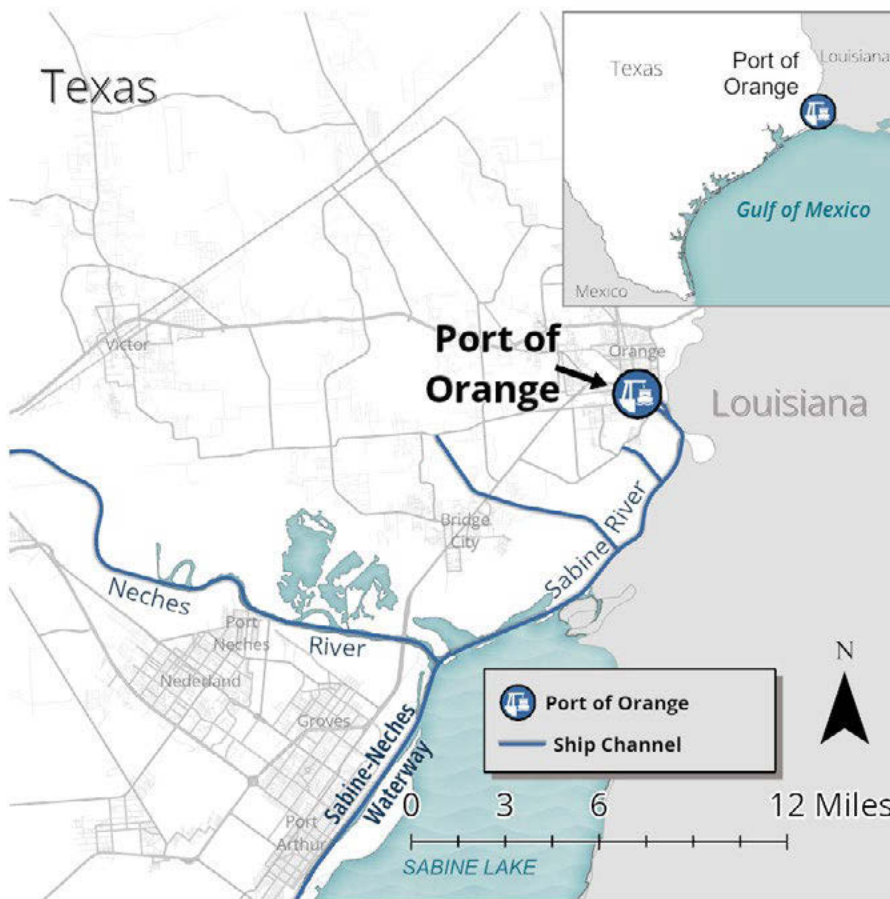 Texas
Texas
Port of
Orange
Louisiana
Gulf of Mexico
Mexico
Victor
Port of
Orange
Orange
Louisiana
Bridge
City
Sabine River
Neches
River
Port
Neches
Nederland
Groves
Port
Arthur
Sabine-Neches
Waterway
N
Port of Orange
Ship Channel
0 3 6 12 Miles
SABINE LAKE